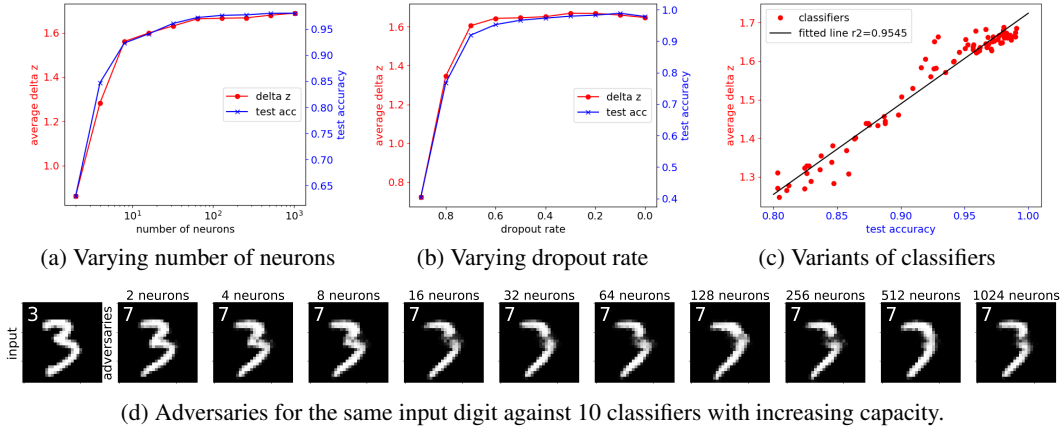 average delta z
1.6
1.4
1.2
1.0
delta z
test acc
0.95
0.90
0.85
0.80
0.75
0.70
0.65
test accuracy
10¹
10²
10³
number of neurons
(a) Varying number of neurons
average delta z
1.6
1.4
1.2
1.0
0.8
delta z
test acc
1.0
0.9
0.8
0.7
0.6
0.5
0.4
test accuracy
0.8
0.6
0.4
0.2
0.0
dropout rate
(b) Varying dropout rate
average delta z
1.7
1.6
1.5
1.4
1.3
classifiers
fitted line r2=0.9545
0.80
0.85
0.90
0.95
1.00
test accuracy
(c) Variants of classifiers
2 neurons 4 neurons 8 neurons 16 neurons 32 neurons 64 neurons 128 neurons 256 neurons 512 neurons 1024 neurons
input
3
adversaries
7 7 7 7 7 7 7 7 7 7
(d) Adversaries for the same input digit against 10 classifiers with increasing capacity.